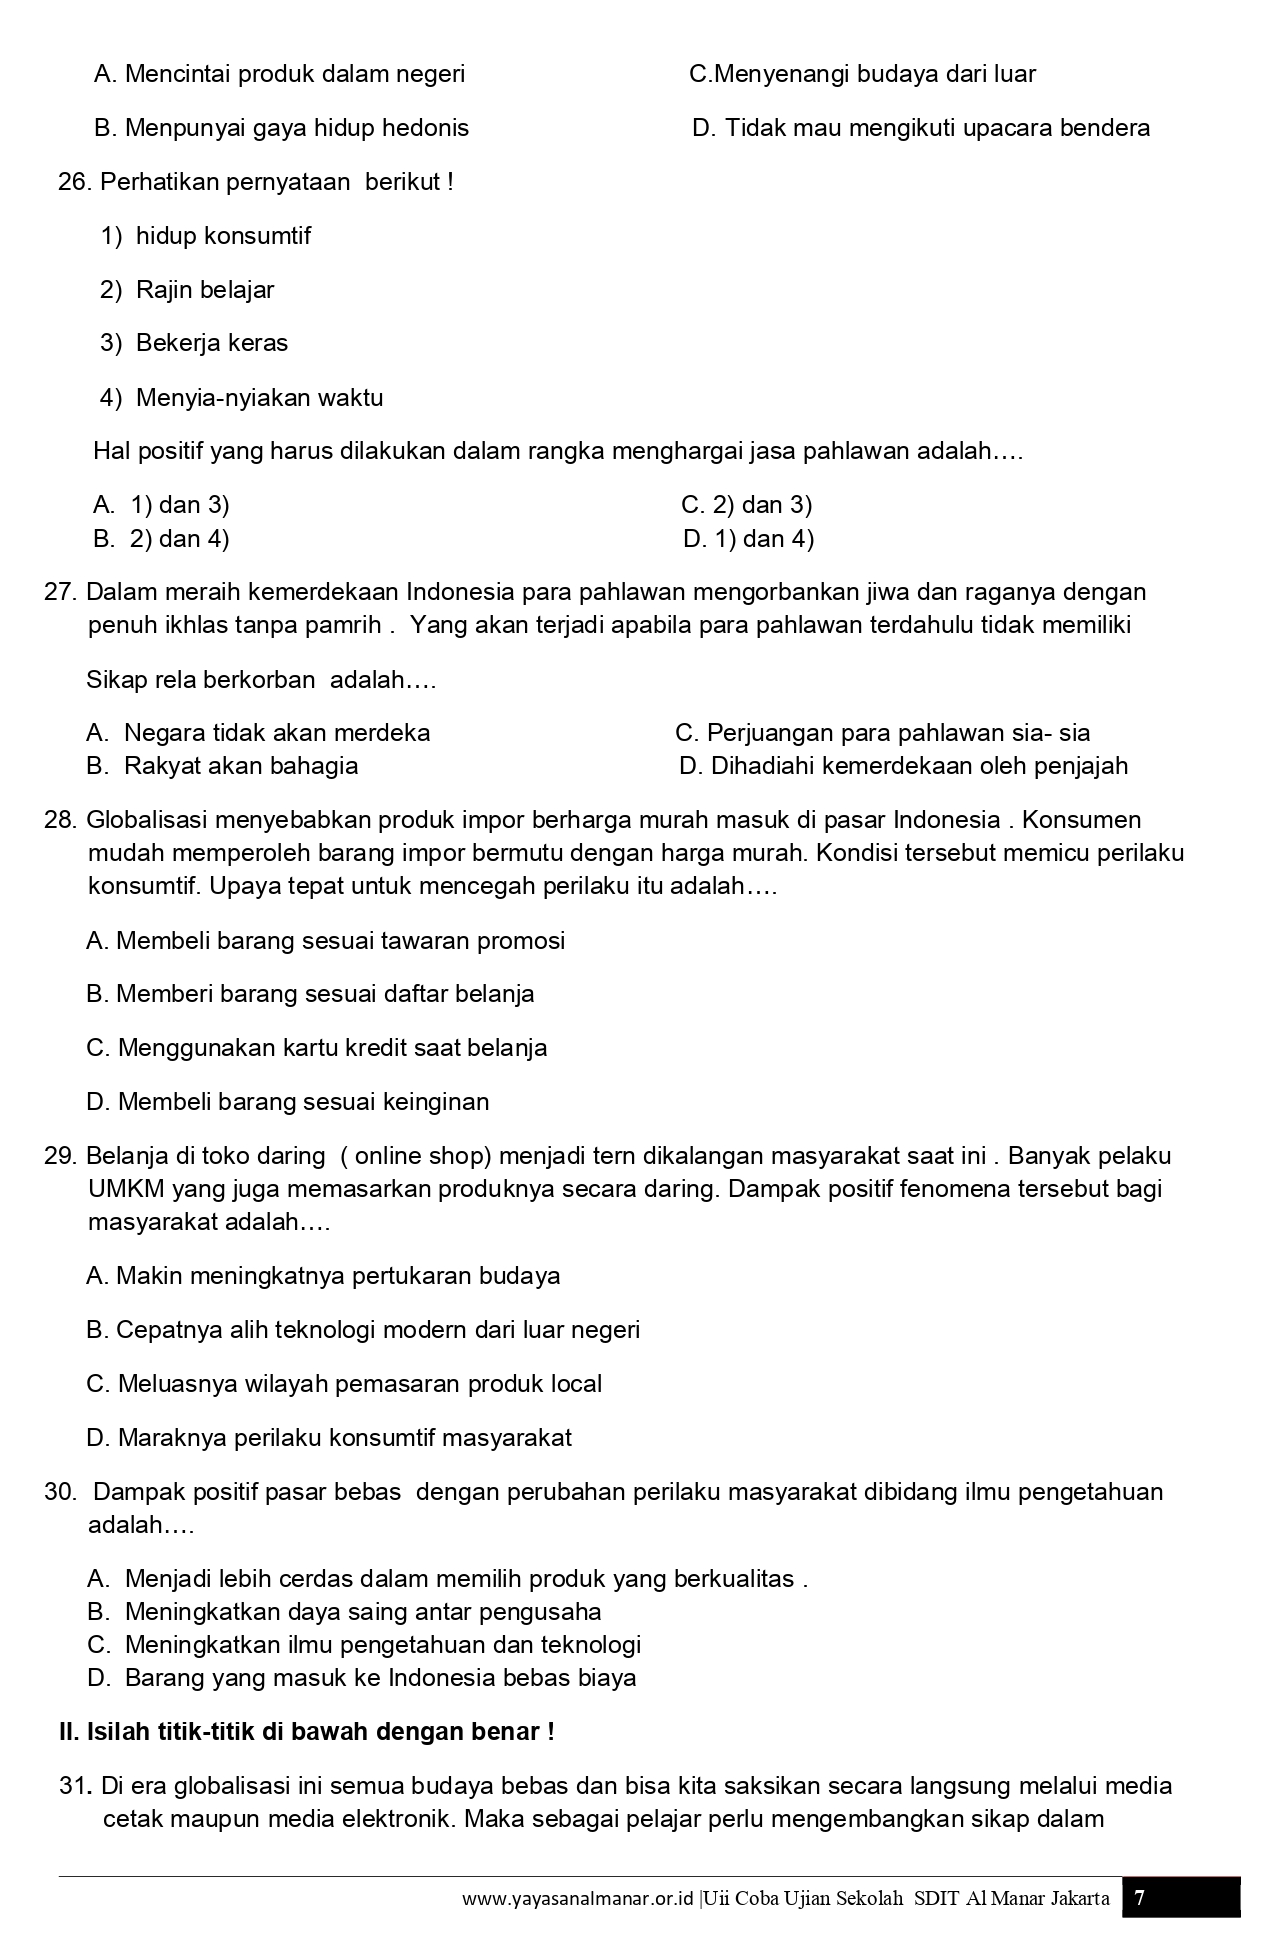 A. Mencintai produk dalam negeri C.Menyenangi budaya dari luar
B. Menpunyai gaya hidup hedonis D. Tidak mau mengikuti upacara bendera
26. Perhatikan pernyataan berikut !
1) hidup konsumtif
2) Rajin belajar
3) Bekerja keras
4) Menyia-nyiakan waktu
Hal positif yang harus dilakukan dalam rangka menghargai jasa pahlawan adalah….
A. 1) dan 3) C. 2) dan 3)
B. 2) dan 4) D. 1) dan 4)
27. Dalam meraih kemerdekaan Indonesia para pahlawan mengorbankan jiwa dan raganya dengan
penuh ikhlas tanpa pamrih . Yang akan terjadi apabila para pahlawan terdahulu tidak memiliki
Sikap rela berkorban adalah….
A. Negara tidak akan merdeka C. Perjuangan para pahlawan sia- sia
B. Rakyat akan bahagia D. Dihadiahi kemerdekaan oleh penjajah
28. Globalisasi menyebabkan produk impor berharga murah masuk di pasar Indonesia . Konsumen
mudah memperoleh barang impor bermutu dengan harga murah. Kondisi tersebut memicu perilaku
konsumtif. Upaya tepat untuk mencegah perilaku itu adalah….
A. Membeli barang sesuai tawaran promosi
B. Memberi barang sesuai daftar belanja
C. Menggunakan kartu kredit saat belanja
D. Membeli barang sesuai keinginan
29. Belanja di toko daring ( online shop) menjadi tern dikalangan masyarakat saat ini . Banyak pelaku
UMKM yang juga memasarkan produknya secara daring. Dampak positif fenomena tersebut bagi
masyarakat adalah….
A. Makin meningkatnya pertukaran budaya
B. Cepatnya alih teknologi modern dari luar negeri
C. Meluasnya wilayah pemasaran produk local
D. Maraknya perilaku konsumtif masyarakat
30. Dampak positif pasar bebas dengan perubahan perilaku masyarakat dibidang ilmu pengetahuan
adalah….
A. Menjadi lebih cerdas dalam memilih produk yang berkualitas .
B. Meningkatkan daya saing antar pengusaha
C. Meningkatkan ilmu pengetahuan dan teknologi
D. Barang yang masuk ke Indonesia bebas biaya
II. Isilah titik-titik di bawah dengan benar !
31. Di era globalisasi ini semua budaya bebas dan bisa kita saksikan secara langsung melalui media
cetak maupun media elektronik. Maka sebagai pelajar perlu mengembangkan sikap dalam
www.yayasanalmanar.or.id |Uii Coba Ujian Sekolah SDIT Al Manar Jakarta 7